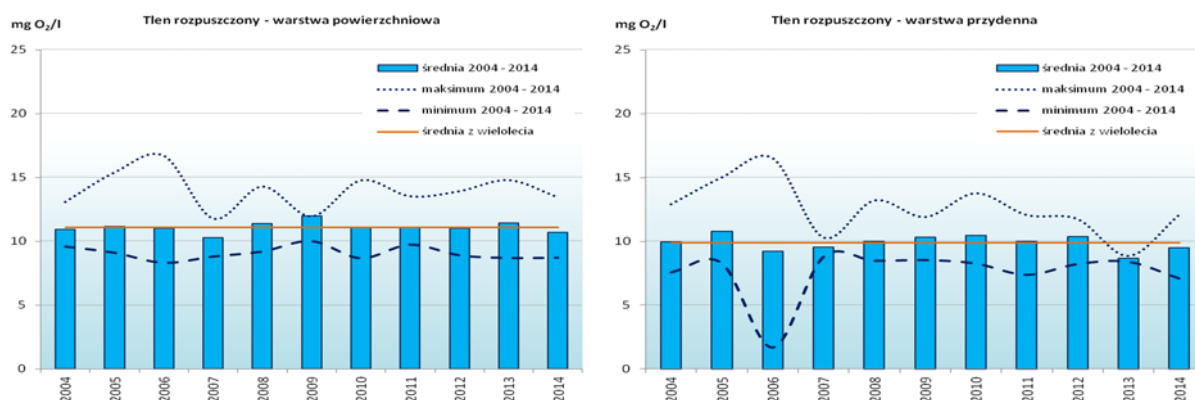 Tlen rozpuszczony - warstwa powierzchniowa
mg O₂/l
25
20
15
10
5
0
średnia 2004 - 2014
maksimum 2004 - 2014
minimum 2004 - 2014
średnia z wielolecia
2004
2005
2006
2007
2008
2009
2010
2011
2012
2013
2014
Tlen rozpuszczony - warstwa przydenna
mg O₂/l
25
20
15
10
5
0
średnia 2004 - 2014
maksimum 2004 - 2014
minimum 2004 - 2014
średnia z wielolecia
2004
2005
2006
2007
2008
2009
2010
2011
2012
2013
2014